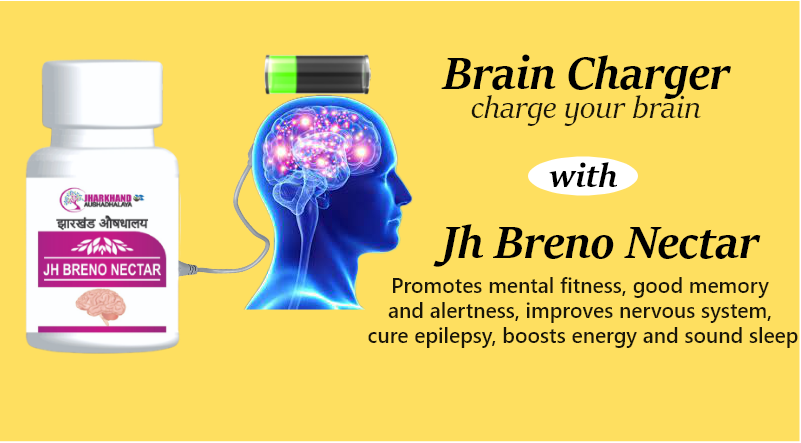 JHARKHAND
AUSHADHALAYA
झारखंड औषधालय
JH BRENO NECTAR
Brain Charger
charge your brain
with
Jh Breno Nectar
Promotes mental fitness, good memory
and alertness, improves nervous system,
cure epilepsy, boosts energy and sound sleep